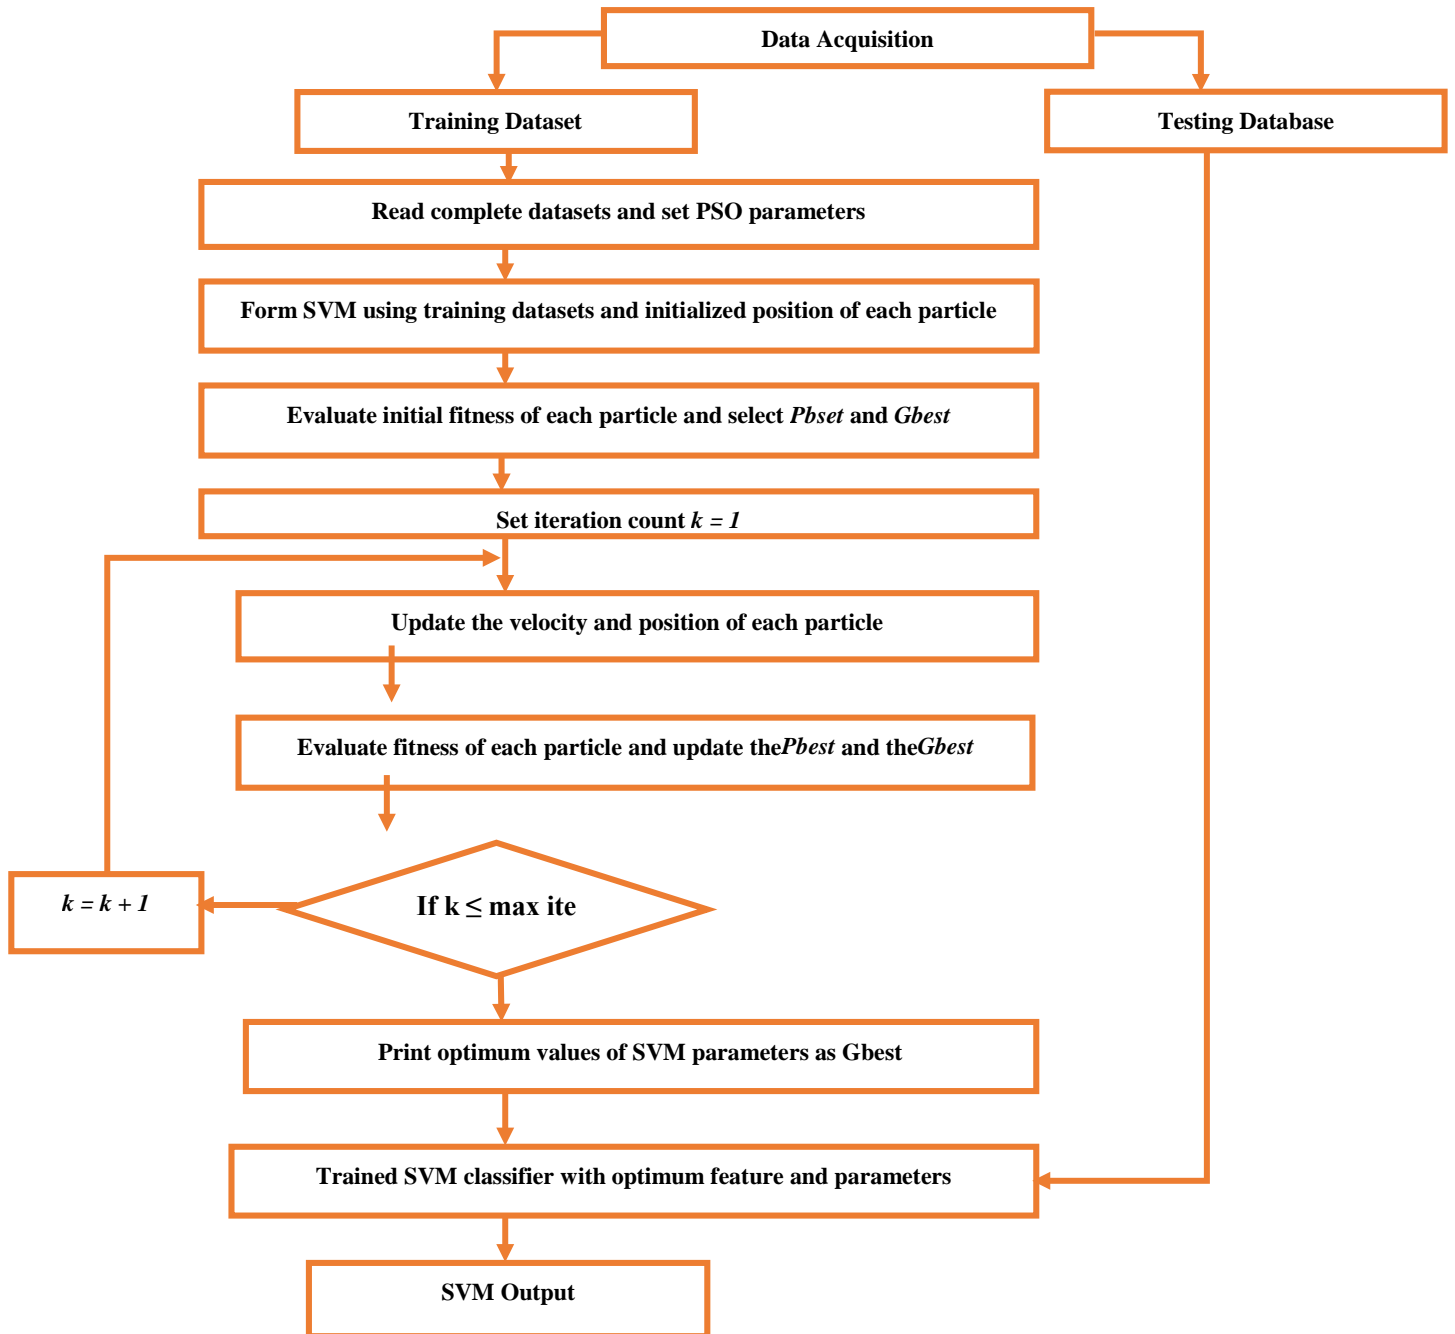 Data Acquisition
Training Dataset
Testing Database
Read complete datasets and set PSO parameters
Form SVM using training datasets and initialized position of each particle
Evaluate initial fitness of each particle and select Pbset and Gbest
Set iteration count k = 1
Update the velocity and position of each particle
Evaluate fitness of each particle and update thePbest and theGbest
If k ≤ max ite
k = k + 1
Print optimum values of SVM parameters as Gbest
Trained SVM classifier with optimum feature and parameters
SVM Output